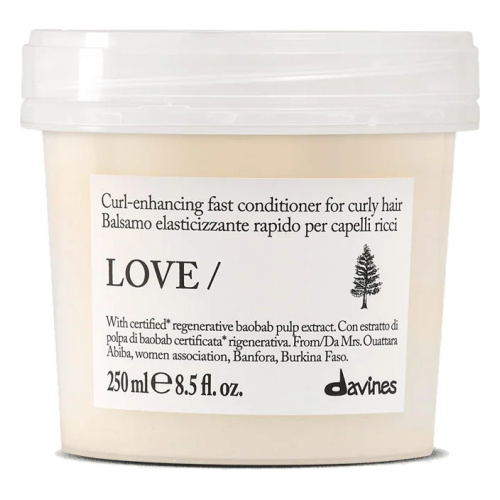 Curl-enhancing fast conditioner for curly hair
Balsamo elasticizzante rapido per capelli ricci
LOVE /
With certified* regenerative baobab pulp extract. Con estratto di
polpa di baobab certificata* rigenerativa. From/Da Mrs. Ouattara
Abiba, women association, Banfora, Burkina Faso.
250 ml ℮ 8.5 fl. oz.
davines